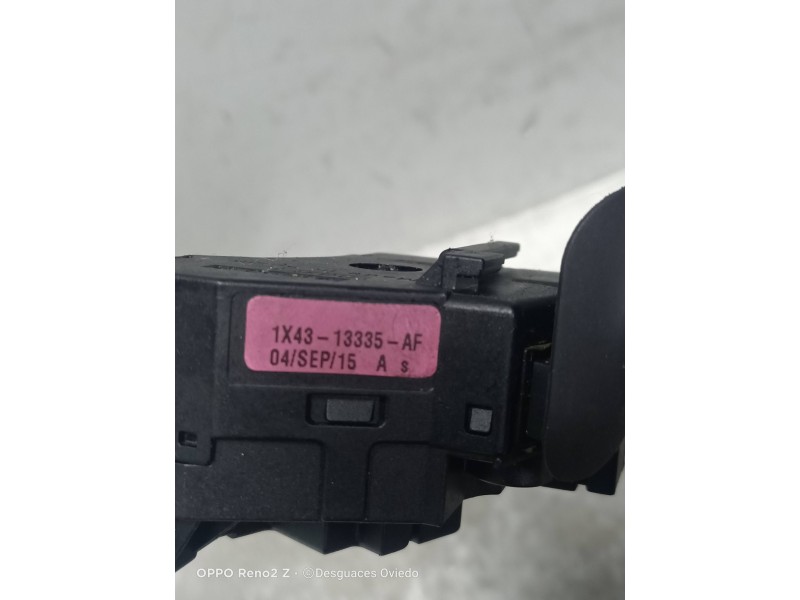 1X43-13335-AF
04/SEP/15 A s
OPPO Reno2 Z •©Desguaces Oviedo